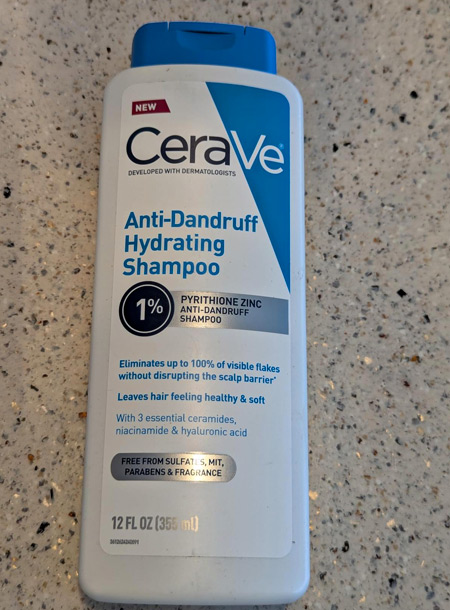 NEW
CeraVe®
DEVELOPED WITH DERMATOLOGISTS
Anti-Dandruff
Hydrating
Shampoo
1%
PYRITHIONE ZINC
ANTI-DANDRUFF
SHAMPOO
Eliminates up to 100% of visible flakes
without disrupting the scalp barrier*
Leaves hair feeling healthy & soft
With 3 essential ceramides,
niacinamide & hyaluronic acid
FREE FROM SULFATES, MIT,
PARABENS & FRAGRANCE
12 FL OZ (355 ml)